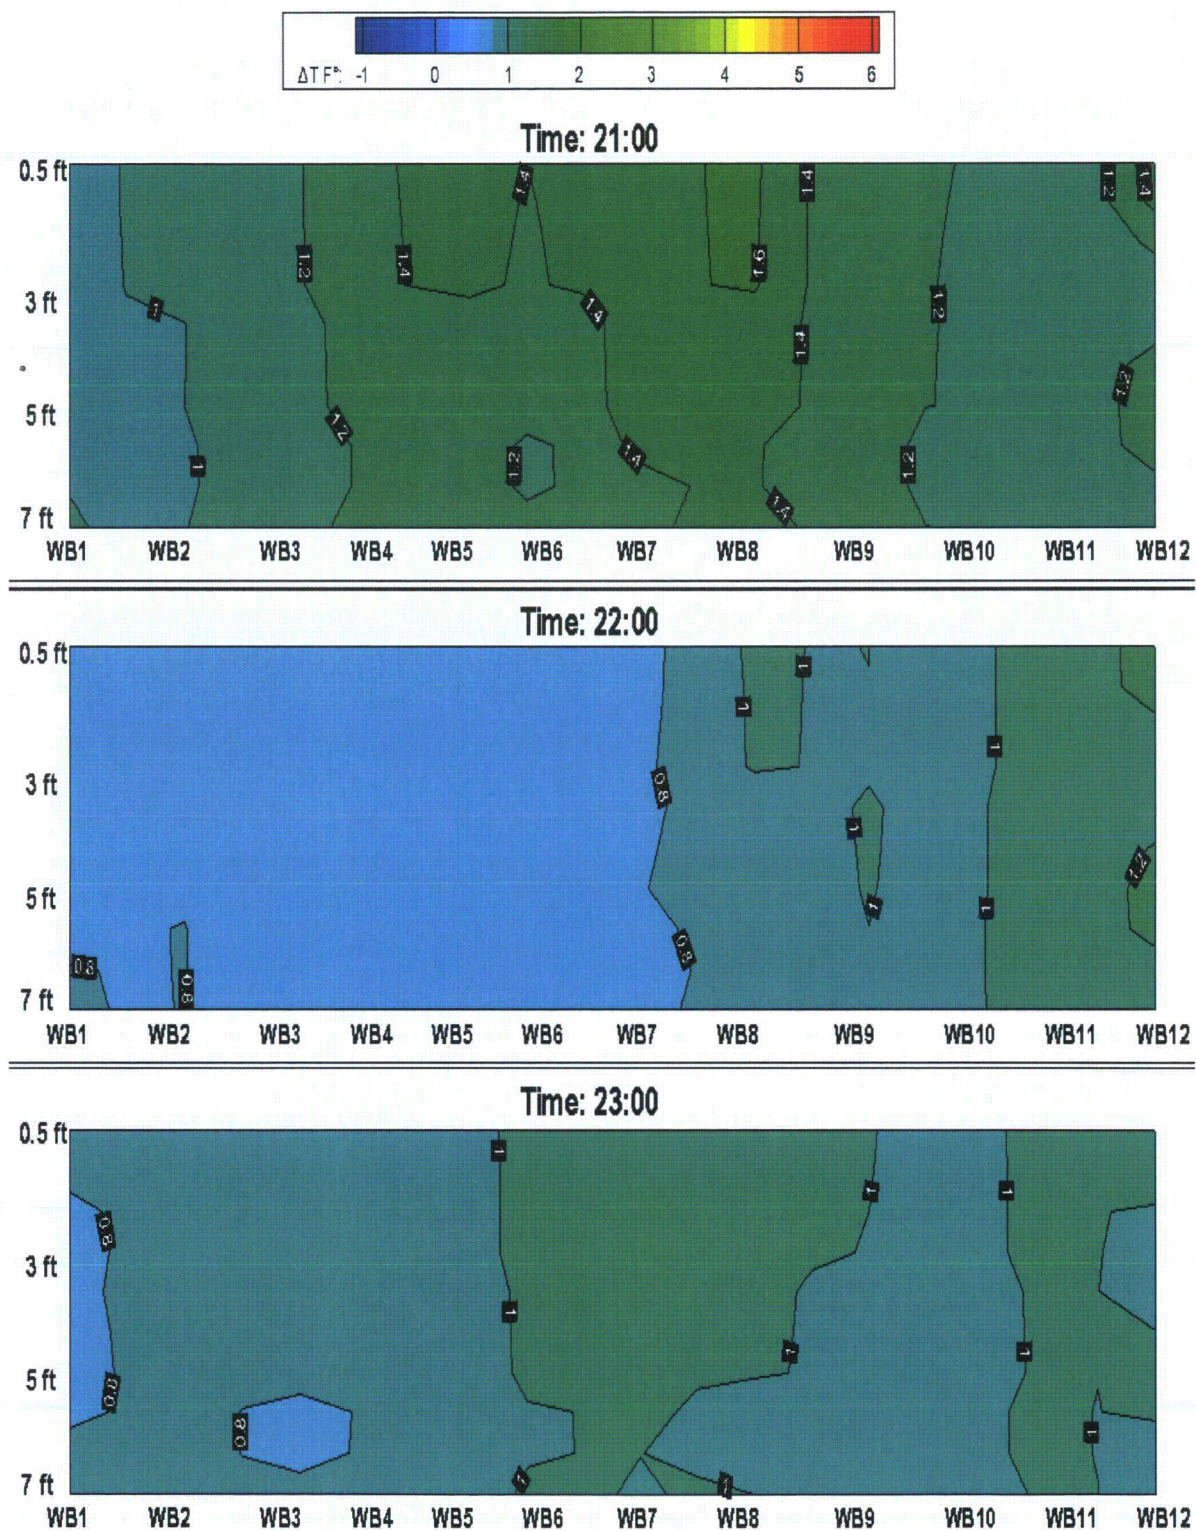 ΔT F°: -1 0 1 2 3 4 5 6
Time: 21:00
0.5 ft
1.4 1.4 1.2 1.4
1.2 1.4 1.6
3 ft 1 1.4 1.2
1.4
1.2
5 ft 1.2
1.4
1 1.2 1.2
1.4
7 ft
WB1 WB2 WB3 WB4 WB5 WB6 WB7 WB8 WB9 WB10 WB11 WB12
Time: 22:00
0.5 ft 1
1
1
3 ft 0.8
1
1.2
5 ft 1 1
0.8
0.8
0.8
7 ft
WB1 WB2 WB3 WB4 WB5 WB6 WB7 WB8 WB9 WB10 WB11 WB12
Time: 23:00
0.5 ft
1
1 1
0.8
3 ft
1
1 1
5 ft
0.8
0.8 1
7 ft 1 1
WB1 WB2 WB3 WB4 WB5 WB6 WB7 WB8 WB9 WB10 WB11 WB12